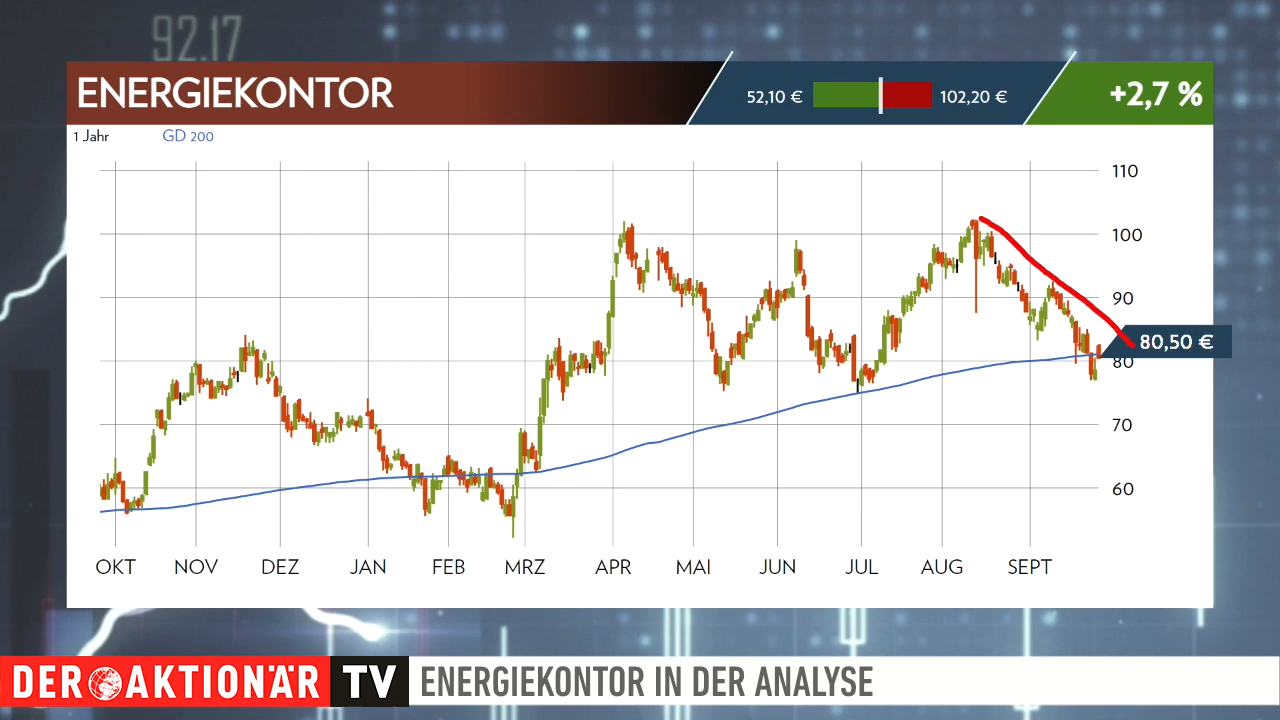 92.17
ENERGIEKONTOR
52,10 € 102,20 €
+2,7 %
1 Jahr GD 200
110
100
90
80,50 €
80
70
60
OKT NOV DEZ JAN FEB MRZ APR MAI JUN JUL AUG SEPT
DER AKTIONÄR TV
ENERGIEKONTOR IN DER ANALYSE